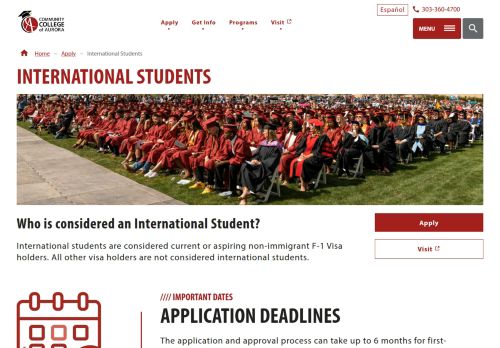 COMMUNITY
COLLEGE
of AURORA
Apply
Get Info
Programs
Visit
Español
303-360-4700
MENU
Home
Apply
International Students
INTERNATIONAL STUDENTS
Who is considered an International Student?
International students are considered current or aspiring non-immigrant F-1 Visa
holders. All other visa holders are not considered international students.
Apply
Visit
//// IMPORTANT DATES
APPLICATION DEADLINES
The application and approval process can take up to 6 months for first-